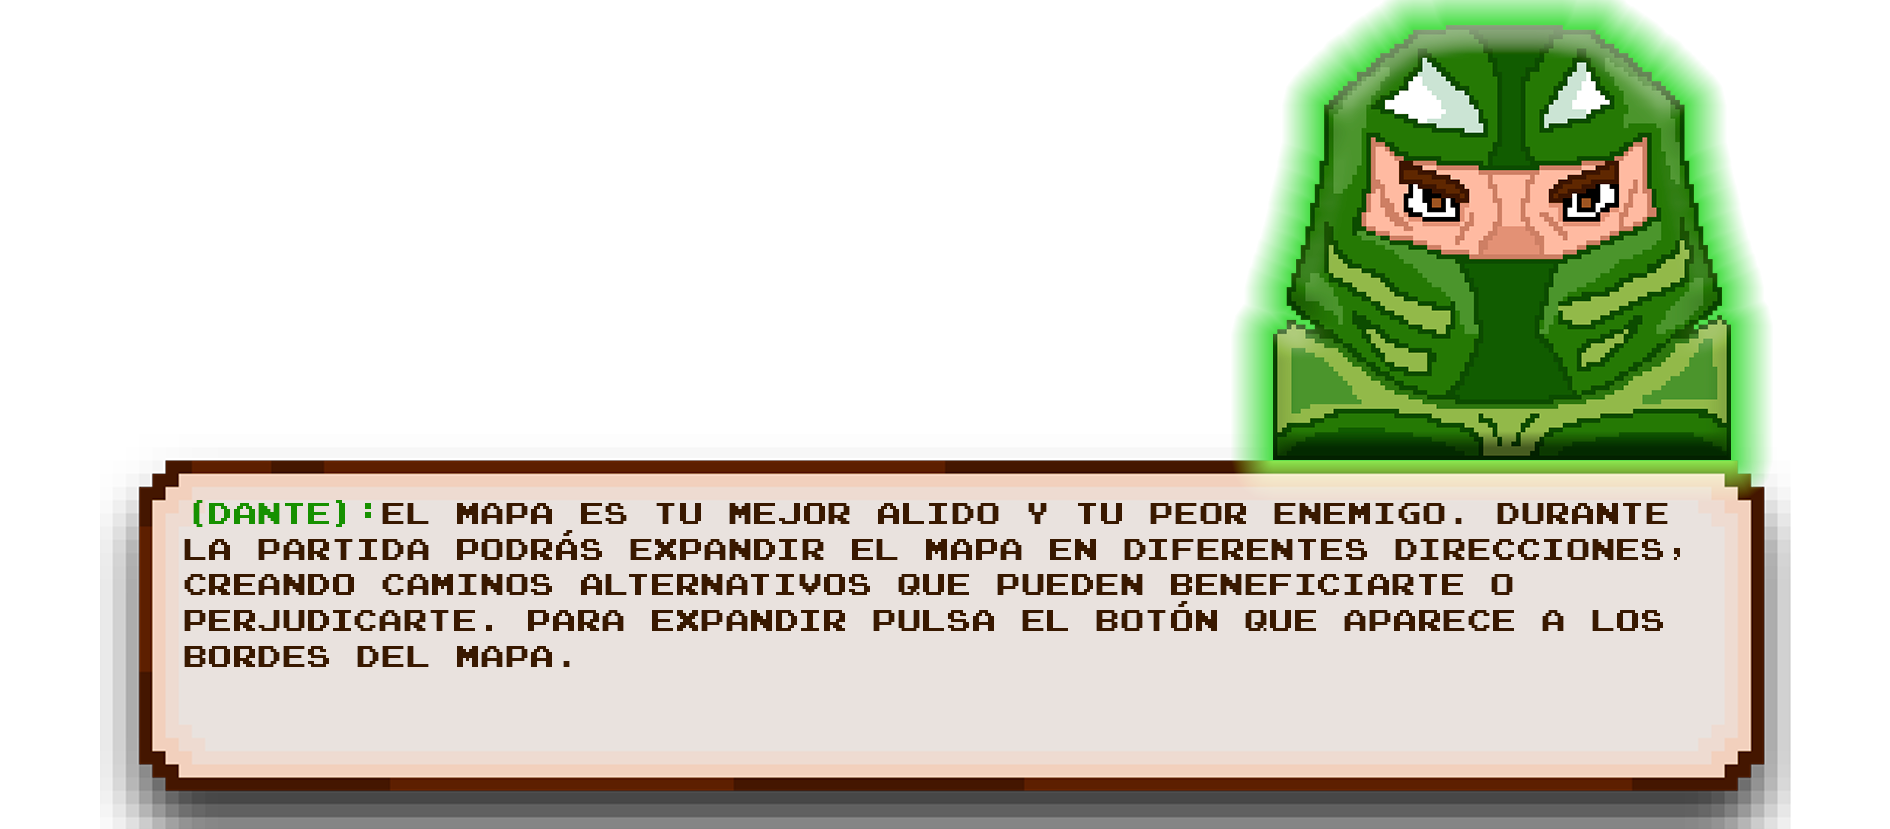 (DANTE):EL MAPA ES TU MEJOR ALIDO Y TU PEOR ENEMIGO. DURANTE
LA PARTIDA PODRÁS EXPANDIR EL MAPA EN DIFERENTES DIRECCIONES,
CREANDO CAMINOS ALTERNATIVOS QUE PUEDEN BENEFICIARTE O
PERJUDICARTE. PARA EXPANDIR PULSA EL BOTÓN QUE APARECE A LOS
BORDES DEL MAPA.